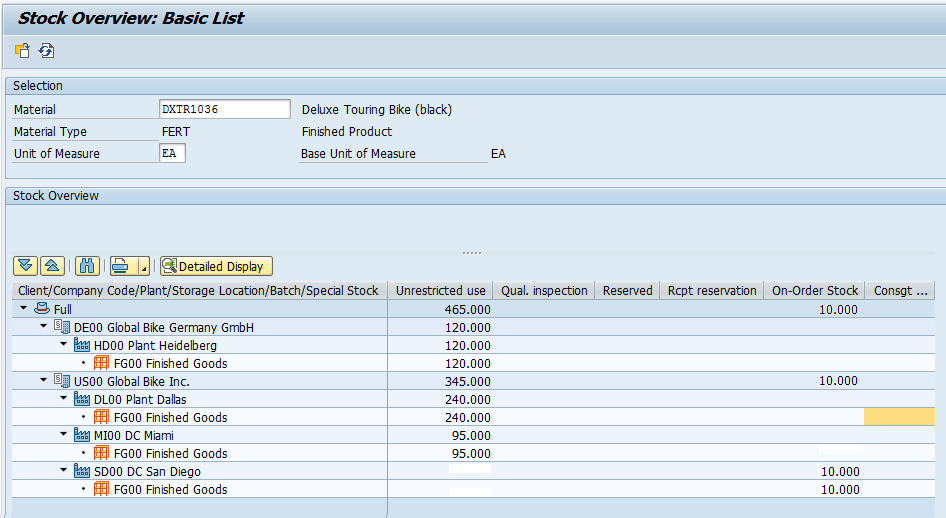 Stock Overview: Basic List
Selection
Material DXTR1036 Deluxe Touring Bike (black)
Material Type FERT Finished Product
Unit of Measure EA Base Unit of Measure EA
Stock Overview
Detailed Display
Client/Company Code/Plant/Storage Location/Batch/Special Stock Unrestricted use Qual. inspection Reserved Rcpt reservation On-Order Stock Consgt ...
Full 465.000 10.000
DE00 Global Bike Germany GmbH 120.000
HD00 Plant Heidelberg 120.000
FG00 Finished Goods 120.000
US00 Global Bike Inc. 345.000 10.000
DL00 Plant Dallas 240.000
FG00 Finished Goods 240.000
MI00 DC Miami 95.000
FG00 Finished Goods 95.000
SD00 DC San Diego 10.000
FG00 Finished Goods 10.000